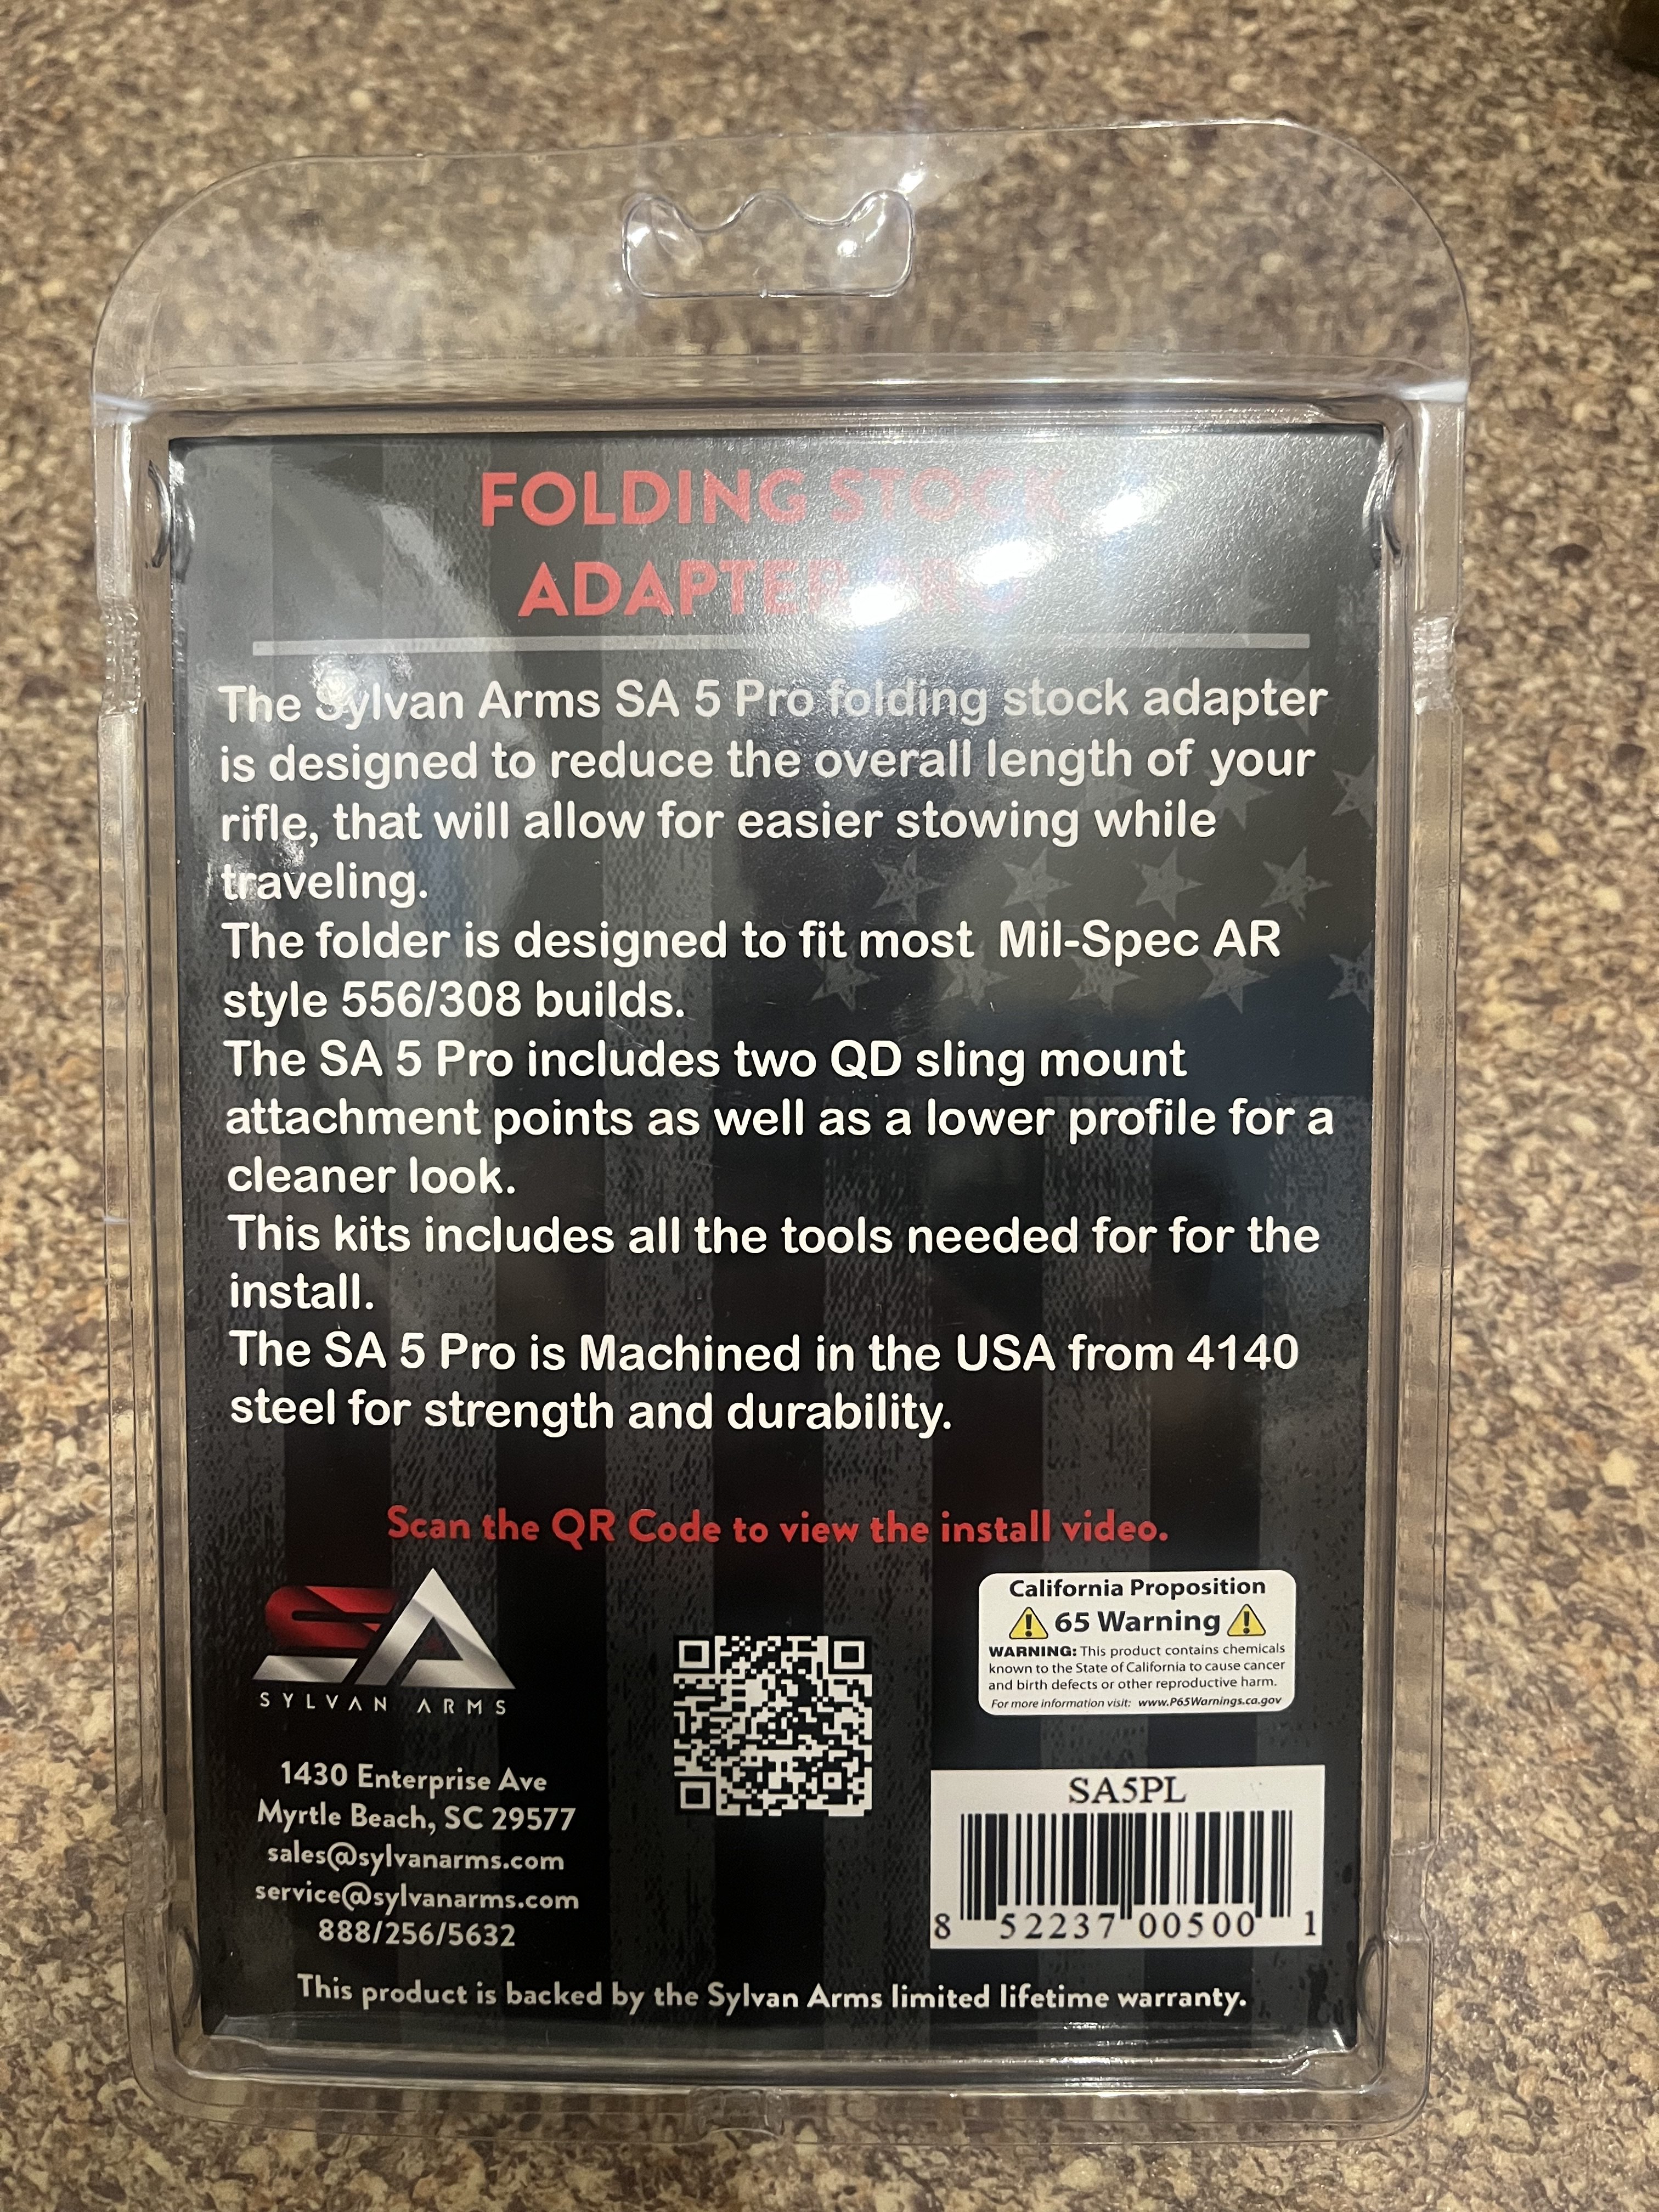 FOLDING STOCK
ADAPTER PRO
The Sylvan Arms SA 5 Pro folding stock adapter
is designed to reduce the overall length of your
rifle, that will allow for easier stowing while
traveling.
The folder is designed to fit most Mil-Spec AR
style 556/308 builds.
The SA 5 Pro includes two QD sling mount
attachment points as well as a lower profile for a
cleaner look.
This kits includes all the tools needed for for the
install.
The SA 5 Pro is Machined in the USA from 4140
steel for strength and durability.
Scan the QR Code to view the install video.
SA
SYLVAN ARMS
1430 Enterprise Ave
Myrtle Beach, SC 29577
sales@sylvanarms.com
service@sylvanarms.com
888/256/5632
California Proposition
65 Warning
WARNING: This product contains chemicals
known to the State of California to cause cancer
and birth defects or other reproductive harm.
For more information visit: www.P65Warnings.ca.gov
SA5PL
8 52237 00500 1
This product is backed by the Sylvan Arms limited lifetime warranty.